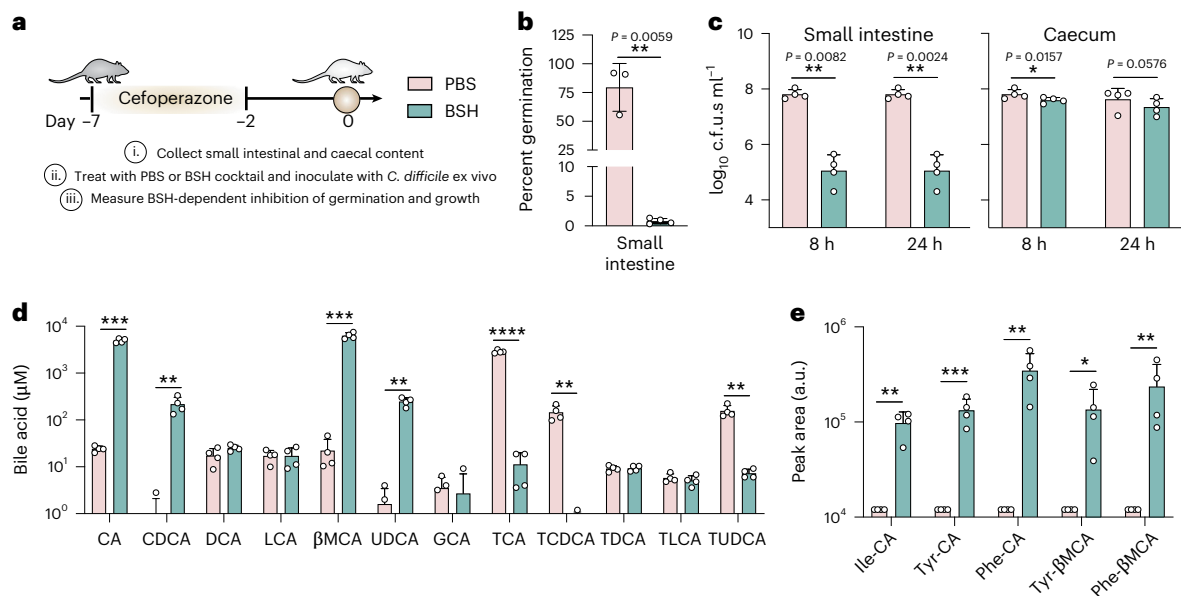 a
Cefoperazone
Day –7
–2
0
PBS
BSH
i. Collect small intestinal and caecal content
ii. Treat with PBS or BSH cocktail and inoculate with C. difficile ex vivo
iii. Measure BSH-dependent inhibition of germination and growth
b
Percent germination
125
100
75
50
25
10
5
0
P = 0.0059
**
Small
intestine
c
log10 c.f.u.s ml−1
10
8
6
4
Small intestine
Caecum
P = 0.0082
**
P = 0.0024
**
P = 0.0157
*
P = 0.0576
8 h
24 h
8 h
24 h
d
Bile acid (μM)
10⁴
10³
10²
10¹
10⁰
***
**
***
**
****
**
**
CA
CDCA
DCA
LCA
βMCA
UDCA
GCA
TCA
TCDCA
TDCA
TLCA
TUDCA
e
Peak area (a.u.)
10⁶
10⁵
10⁴
**
***
**
*
**
Ile-CA
Tyr-CA
Phe-CA
Tyr-βMCA
Phe-βMCA